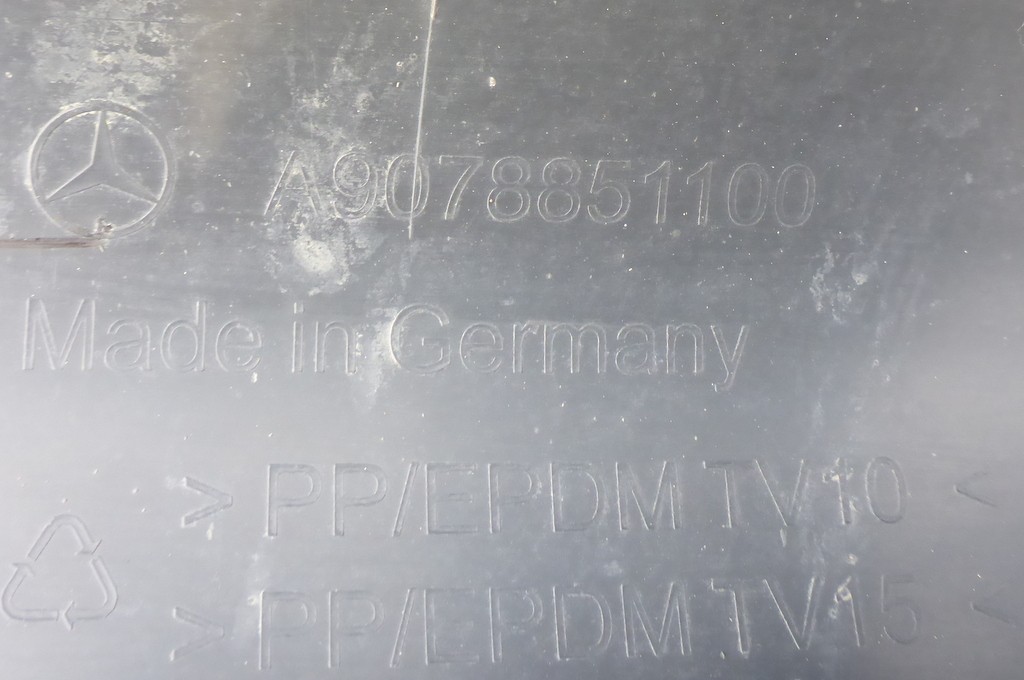 A9078851100
Made in Germany
> PP/EPDM TV10 <
> PP/EPDM TV15 <